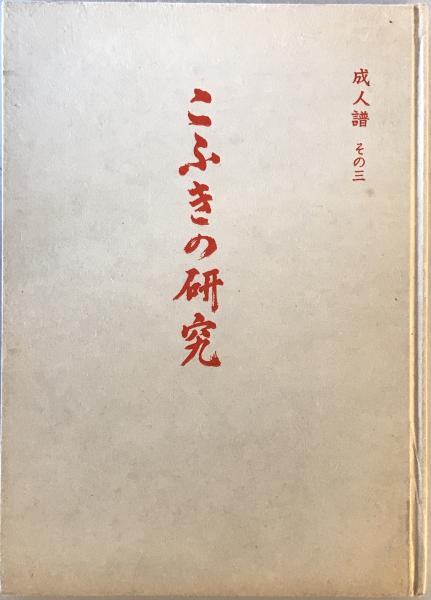 成人譜 その三
こふきの研究